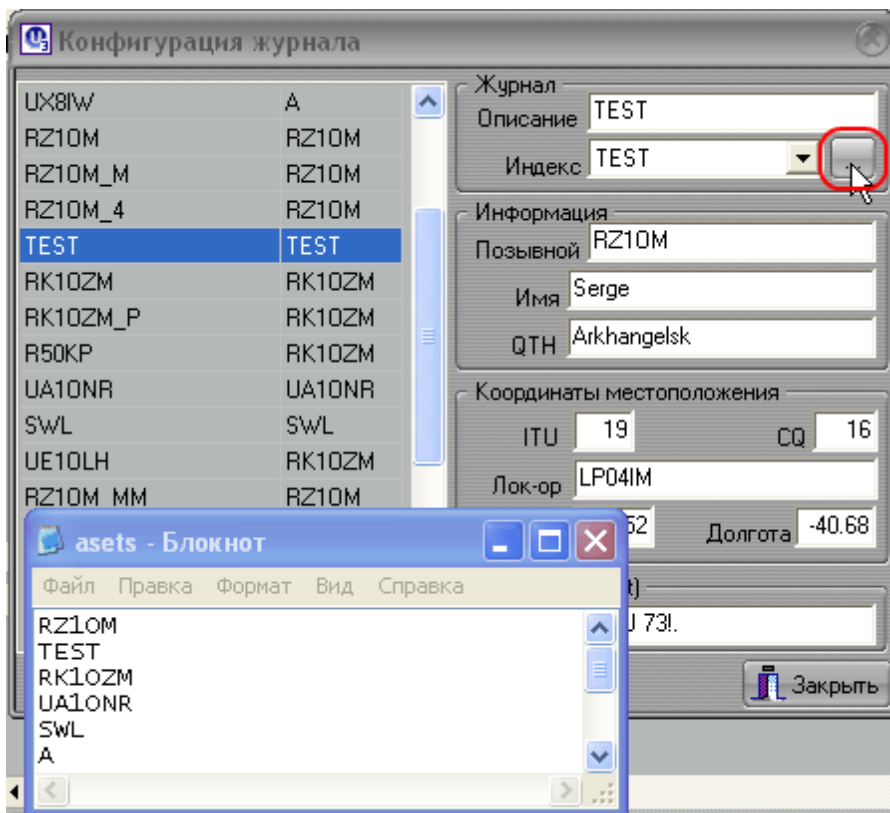 Конфигурация журнала
UX8IW A
RZ1OM RZ1OM
RZ1OM_M RZ1OM
RZ1OM_4 RZ1OM
TEST TEST
RK1OZM RK1OZM
RK1OZM_P RK1OZM
R50KP RK1OZM
UA1ONR UA1ONR
SWL SWL
UE10LH RK1OZM
RZ1OM_MM RZ1OM
Журнал
Описание TEST
Индекс TEST ...
Информация
Позывной RZ1OM
Имя Serge
QTH Arkhangelsk
Координаты местоположения
ITU 19 CQ 16
Лок-ор LP04IM
52 Долгота -40.68
t)
J 73!.
Закрыть
asets - Блокнот
Файл Правка Формат Вид Справка
RZ1OM
TEST
RK1OZM
UA1ONR
SWL
A